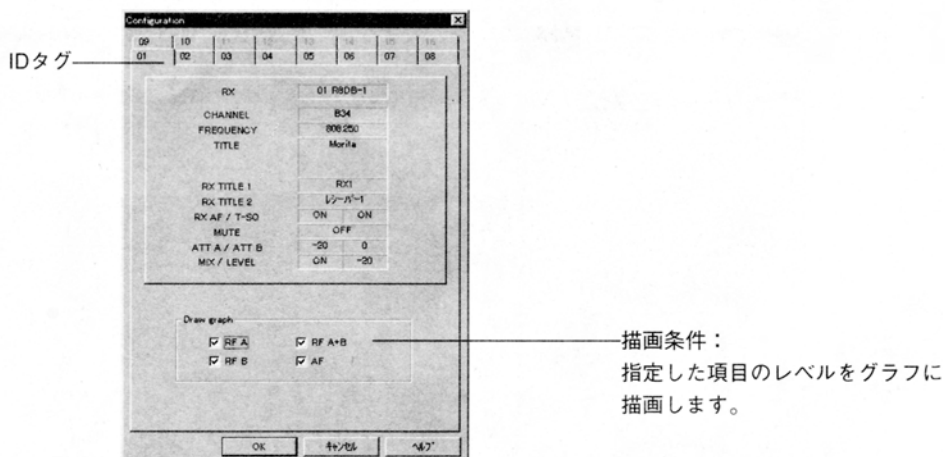 Configuration
09 10 11 12 13 14 15 16
IDタグ
01 02 03 04 05 06 07 08
RX 01 R8DB-1
CHANNEL B34
FREQUENCY 808.250
TITLE Morita
RX TITLE 1 RX1
RX TITLE 2 レシーバー1
RX AF / T-SQ ON ON
MUTE OFF
ATT A / ATT B -20 0
MIX / LEVEL ON -20
Draw graph
RF A RF A+B
RF B AF
描画条件：
指定した項目のレベルをグラフに
描画します。
OK キャンセル ヘルプ